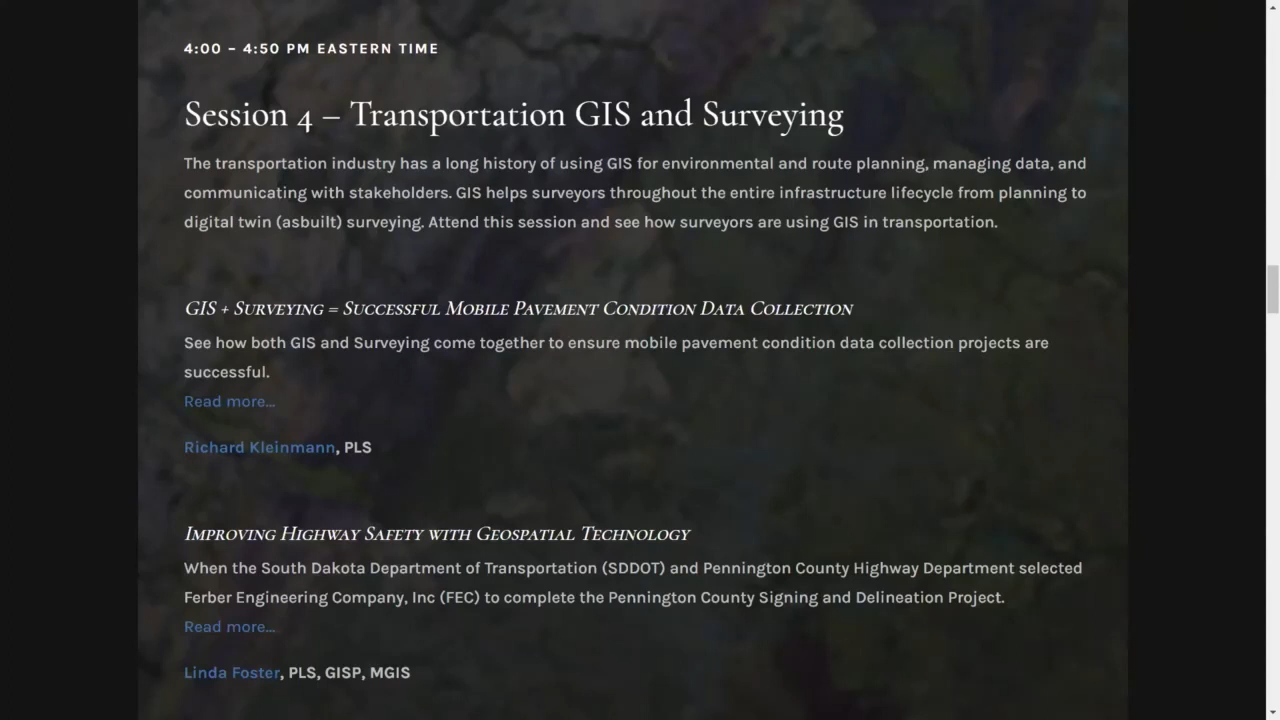 4:00 – 4:50 PM EASTERN TIME
Session 4 – Transportation GIS and Surveying
The transportation industry has a long history of using GIS for environmental and route planning, managing data, and
communicating with stakeholders. GIS helps surveyors throughout the entire infrastructure lifecycle from planning to
digital twin (asbuilt) surveying. Attend this session and see how surveyors are using GIS in transportation.
GIS + Surveying = Successful Mobile Pavement Condition Data Collection
See how both GIS and Surveying come together to ensure mobile pavement condition data collection projects are
successful.
Read more...
Richard Kleinmann, PLS
Improving Highway Safety with Geospatial Technology
When the South Dakota Department of Transportation (SDDOT) and Pennington County Highway Department selected
Ferber Engineering Company, Inc (FEC) to complete the Pennington County Signing and Delineation Project.
Read more...
Linda Foster, PLS, GISP, MGIS